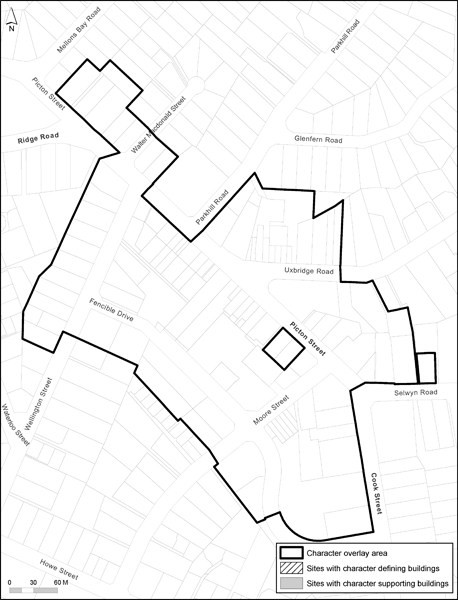 N
Mellons Bay Road
Parkhill Road
Picton Street
Walter Macdonald Street
Ridge Road
Glenfern Road
Parkhill Road
Uxbridge Road
Fencible Drive
Picton Street
Wellington Street
Selwyn Road
Moore Street
Waterloo Street
Cook Street
Howe Street
0 30 60 M
Character overlay area
Sites with character defining buildings
Sites with character supporting buildings